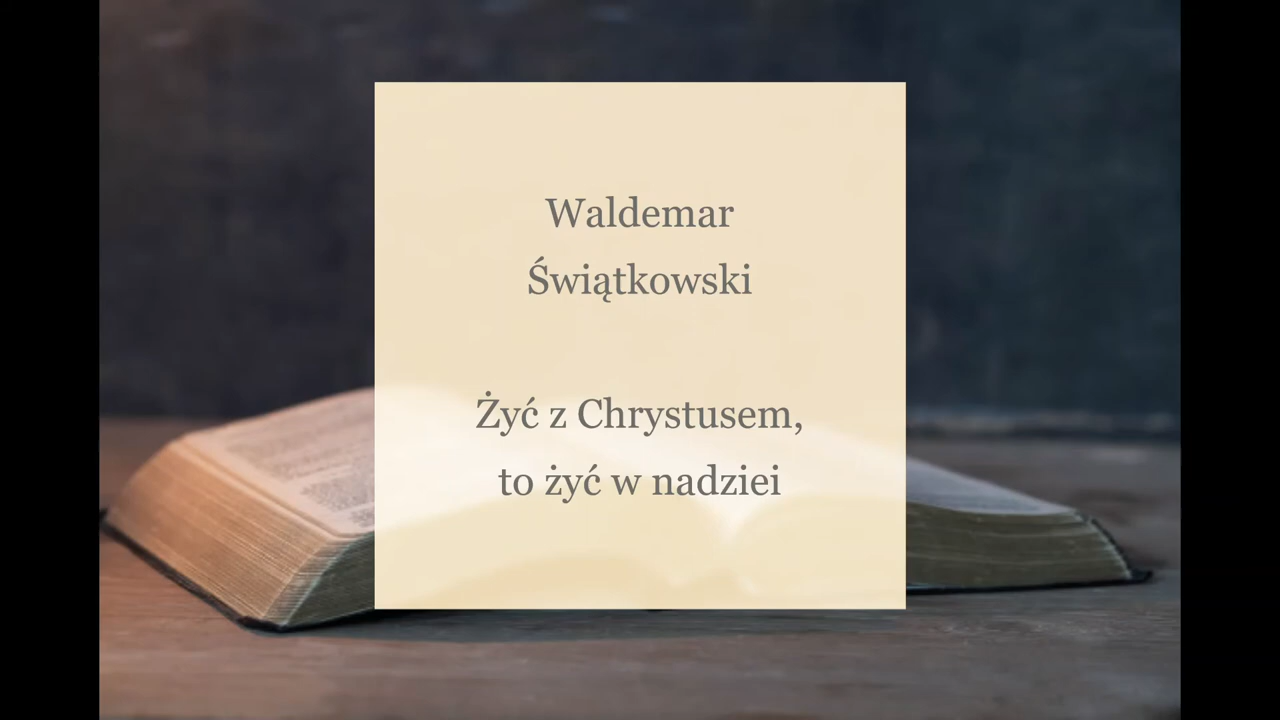 Waldemar
Świątkowski
Żyć z Chrystusem,
to żyć w nadziei